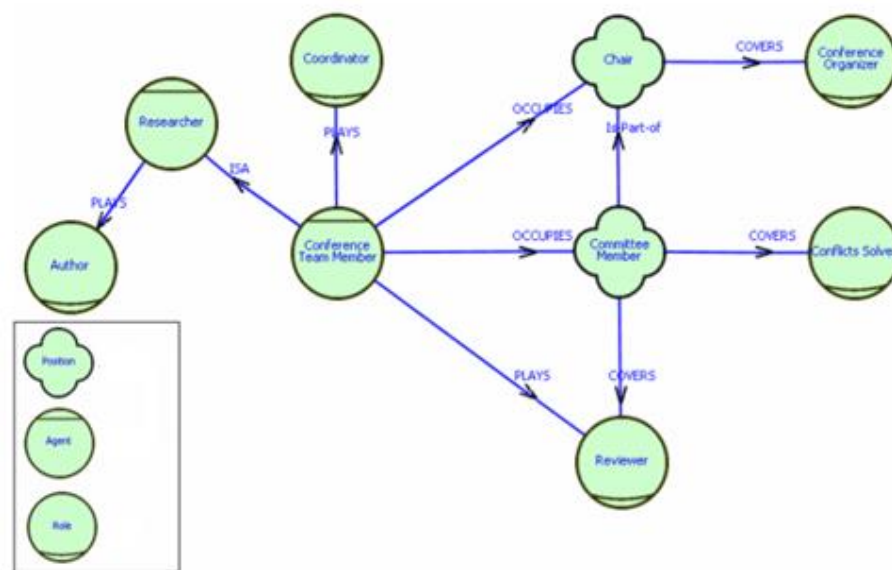 Coordinator
Chair
COVERS
Conference
Organizer
Researcher
OCCUPIES
PLAYS
Is-Part-of
ISA
PLAYS
Author
Conference
Team Member
OCCUPIES
Committee
Member
COVERS
Conflicts Solve
PLAYS
COVERS
Reviewer
Position
Agent
Role